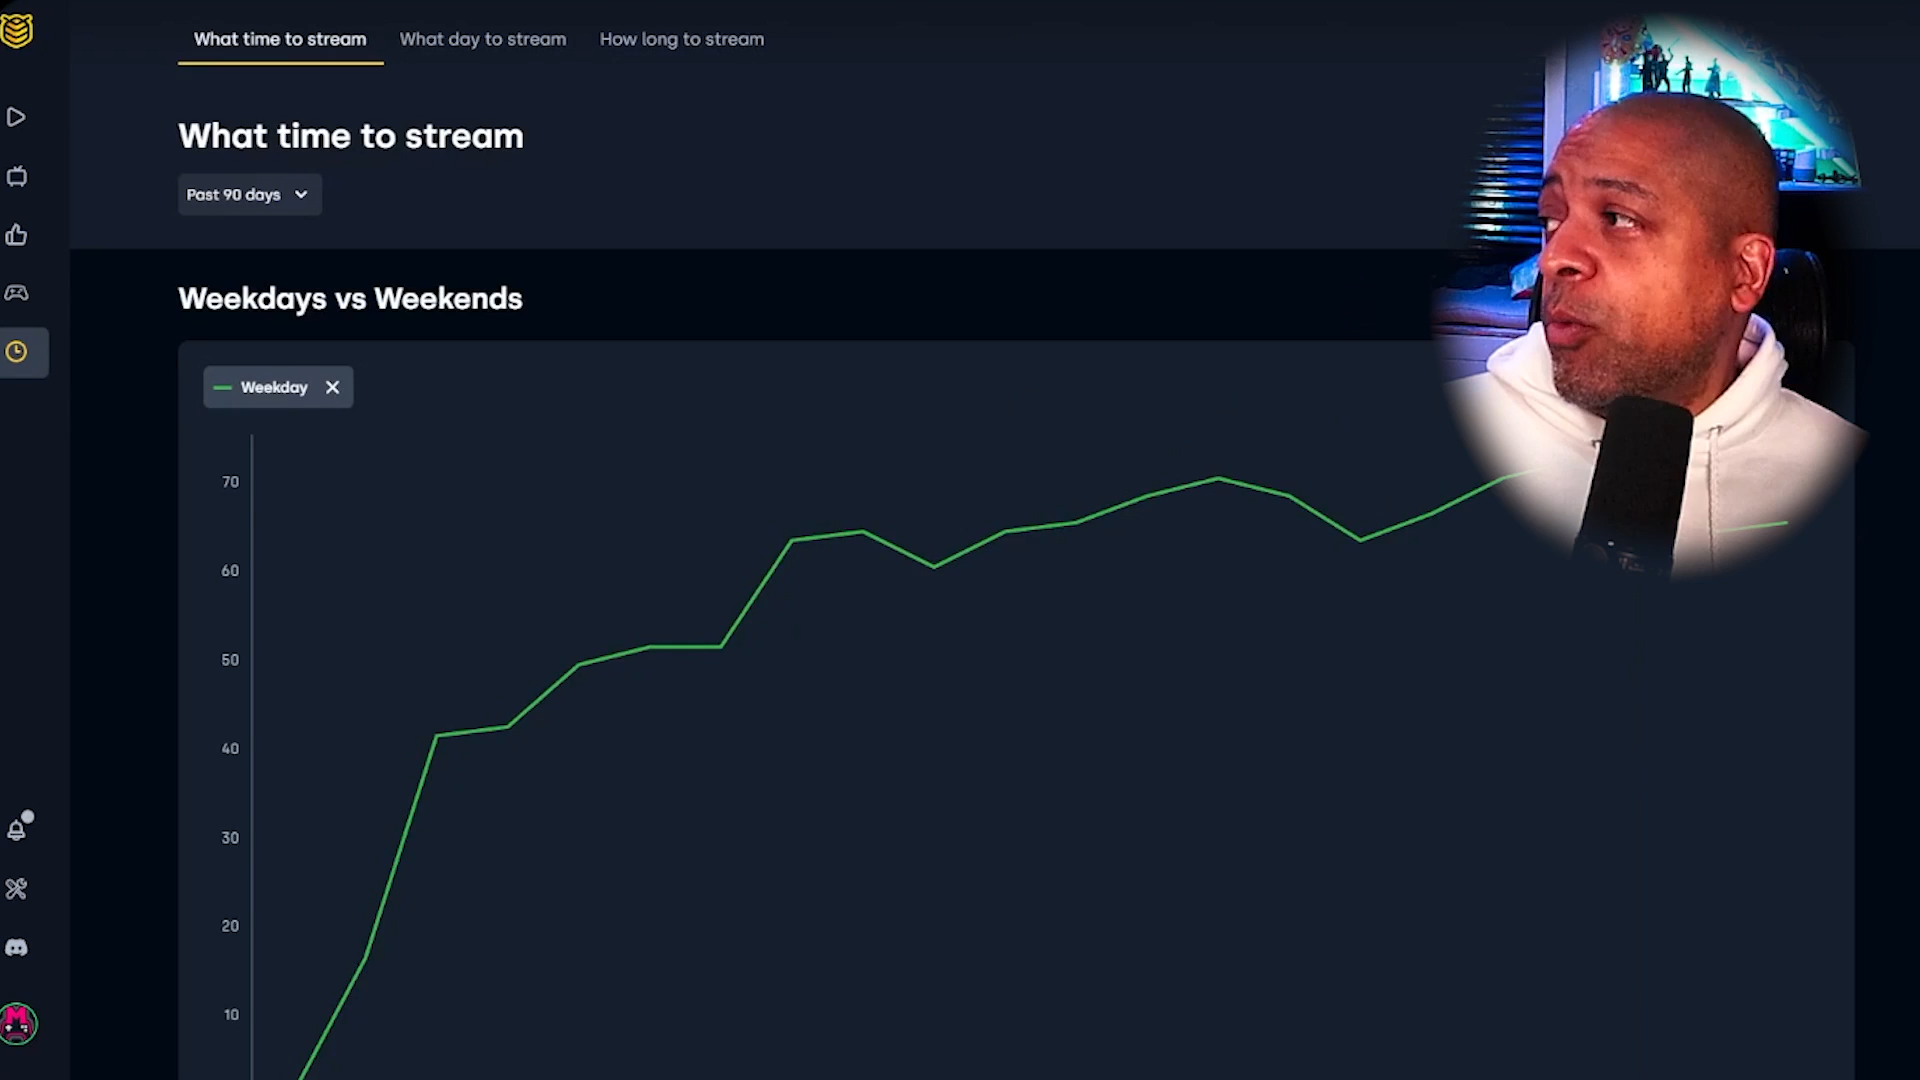 What time to stream What day to stream How long to stream
What time to stream
Past 90 days
Weekdays vs Weekends
Weekday
70
60
50
40
30
20
10